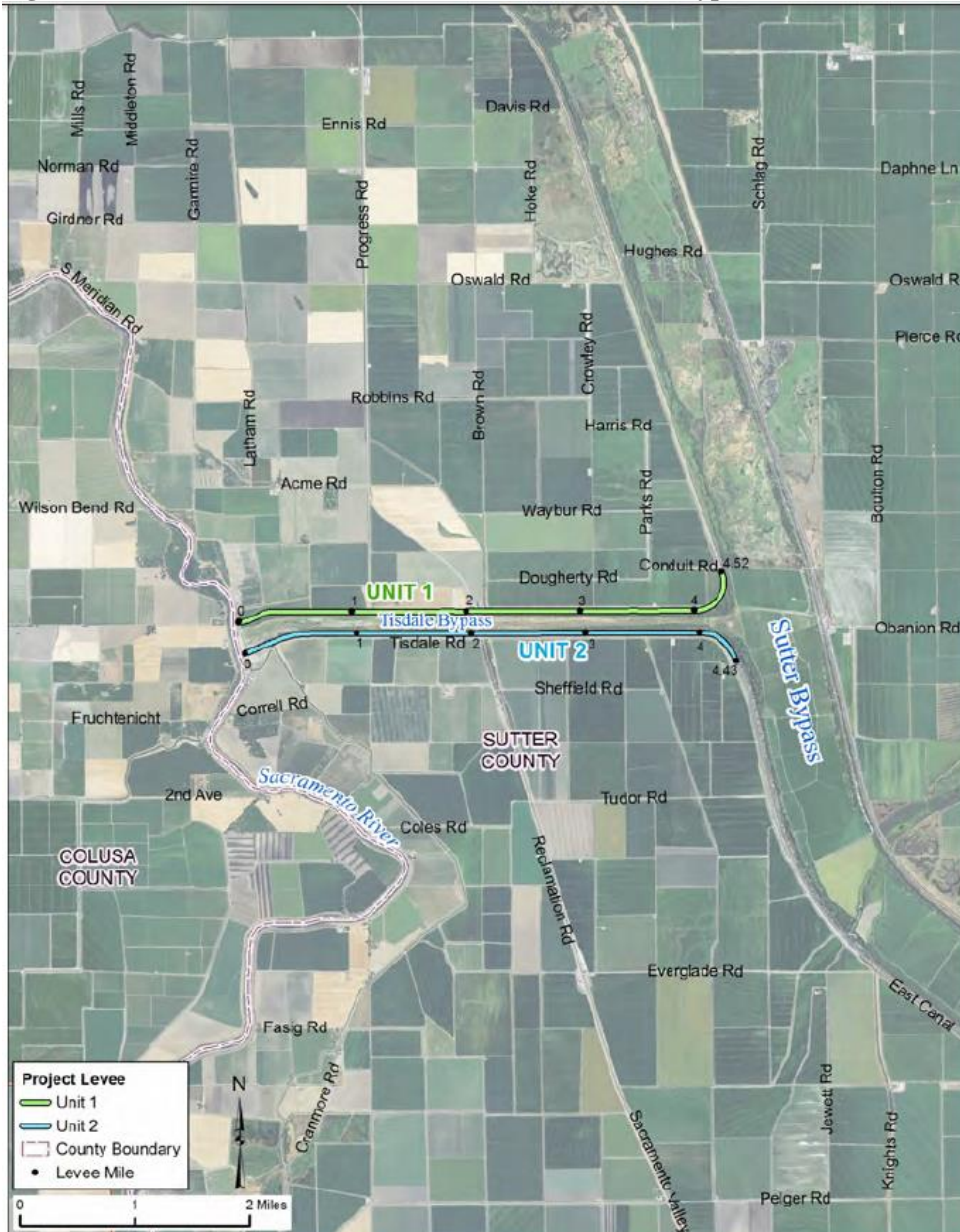 Davis Rd
Mills Rd
Middleton Rd
Ennis Rd
Norman Rd
Garmire Rd
Progress Rd
Hoke Rd
Schlag Rd
Daphne Ln
Girdner Rd
Hughes Rd
S Meridian Rd
Oswald Rd
Oswald R
Pierce Rd
Crowley Rd
Robbins Rd
Brown Rd
Latham Rd
Harris Rd
Acme Rd
Parks Rd
Boulton Rd
Wilson Bend Rd
Waybur Rd
Conduit Rd
4.52
Dougherty Rd
UNIT 1
0
1
2
3
4
Tisdale Bypass
Obanion Rd
0
1
2
3
4
Tisdale Rd
UNIT 2
4.43
Sutter Bypass
Sheffield Rd
Correll Rd
Fruchtenicht
SUTTER
COUNTY
Sacramento River
2nd Ave
Tudor Rd
Coles Rd
COLUSA
COUNTY
Reclamation Rd
Everglade Rd
East Canal
Fasig Rd
Cranmore Rd
Jewett Rd
Knights Rd
Sacramento Valley
Pelger Rd
Project Levee
Unit 1
Unit 2
County Boundary
Levee Mile
N
0 1 2 Miles